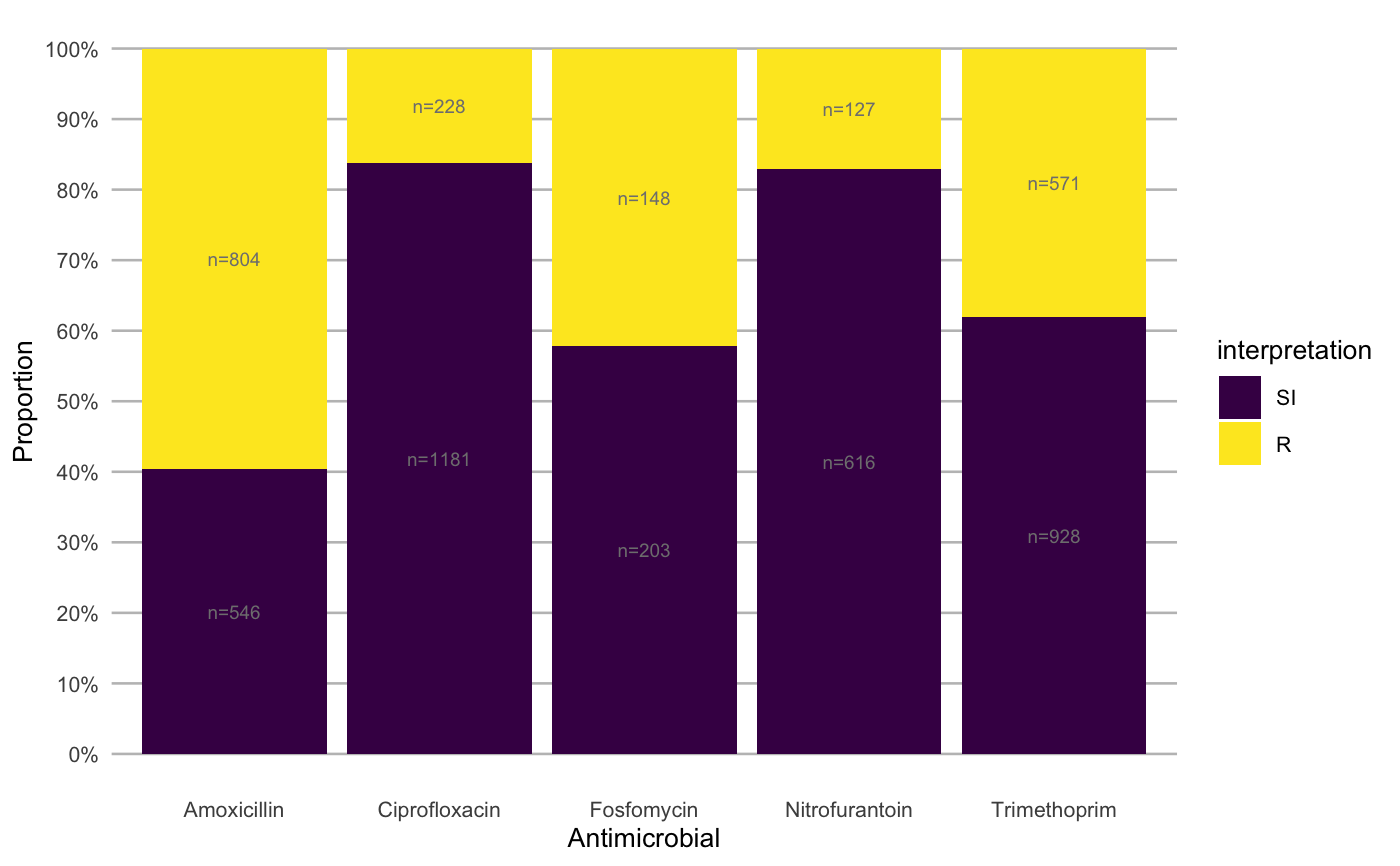 100%
90%
80%
70%
60%
50%
40%
30%
20%
10%
0%
Proportion
n=804
n=546
n=228
n=1181
n=148
n=203
n=127
n=616
n=571
n=928
Amoxicillin
Ciprofloxacin
Fosfomycin
Nitrofurantoin
Trimethoprim
Antimicrobial
interpretation
SI
R